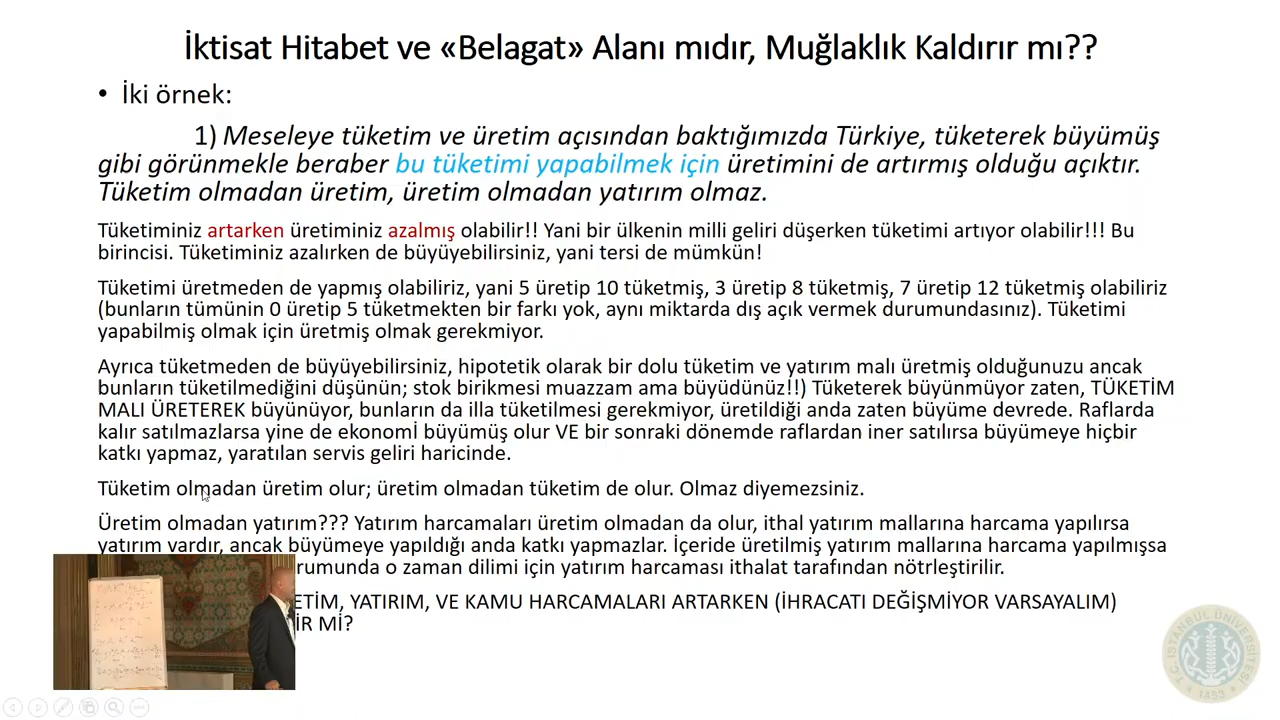 İktisat Hitabet ve «Belagat» Alanı mıdır, Muğlaklık Kaldırır mı??
• İki örnek:
1) Meseleye tüketim ve üretim açısından baktığımızda Türkiye, tüketerek büyümüş
gibi görünmekle beraber bu tüketimi yapabilmek için üretimini de artırmış olduğu açıktır.
Tüketim olmadan üretim, üretim olmadan yatırım olmaz.
Tüketiminiz artarken üretiminiz azalmış olabilir!! Yani bir ülkenin milli geliri düşerken tüketimi artıyor olabilir!!! Bu
birincisi. Tüketiminiz azalırken de büyüyebilirsiniz, yani tersi de mümkün!
Tüketimi üretmeden de yapmış olabiliriz, yani 5 üretip 10 tüketmiş, 3 üretip 8 tüketmiş, 7 üretip 12 tüketmiş olabiliriz
(bunların tümünin 0 üretip 5 tüketmekten bir farkı yok, aynı miktarda dış açık vermek durumundasınız). Tüketimi
yapabilmiş olmak için üretmiş olmak gerekmiyor.
Ayrıca tüketmeden de büyüyebilirsiniz, hipotetik olarak bir dolu tüketim ve yatırım malı üretmiş olduğunuzu ancak
bunların tüketilmediğini düşünün; stok birikmesi muazzam ama büyüdünüz!!) Tüketerek büyünmüyor zaten, TÜKETİM
MALI ÜRETEREK büyünüyor, bunların da illa tüketilmesi gerekmiyor, üretildiği anda zaten büyüme devrede. Raflarda
kalır satılmazlarsa yine de ekonomİ büyümüş olur VE bir sonraki dönemde raflardan iner satılırsa büyümeye hiçbir
katkı yapmaz, yaratılan servis geliri haricinde.
Tüketim olmadan üretim olur; üretim olmadan tüketim de olur. Olmaz diyemezsiniz.
Üretim olmadan yatırım??? Yatırım harcamaları üretim olmadan da olur, ithal yatırım mallarına harcama yapılırsa
yatırım vardır, ancak büyümeye yapıldığı anda katkı yapmazlar. İçeride üretilmiş yatırım mallarına harcama yapılmışsa
rumunda o zaman dilimi için yatırım harcaması ithalat tarafından nötrleştirilir.
ETİM, YATIRIM, VE KAMU HARCAMALARI ARTARKEN (İHRACATI DEĞİŞMİYOR VARSAYALIM)
İR Mİ?
T.C. İSTANBUL ÜNİVERSİTESİ
1453